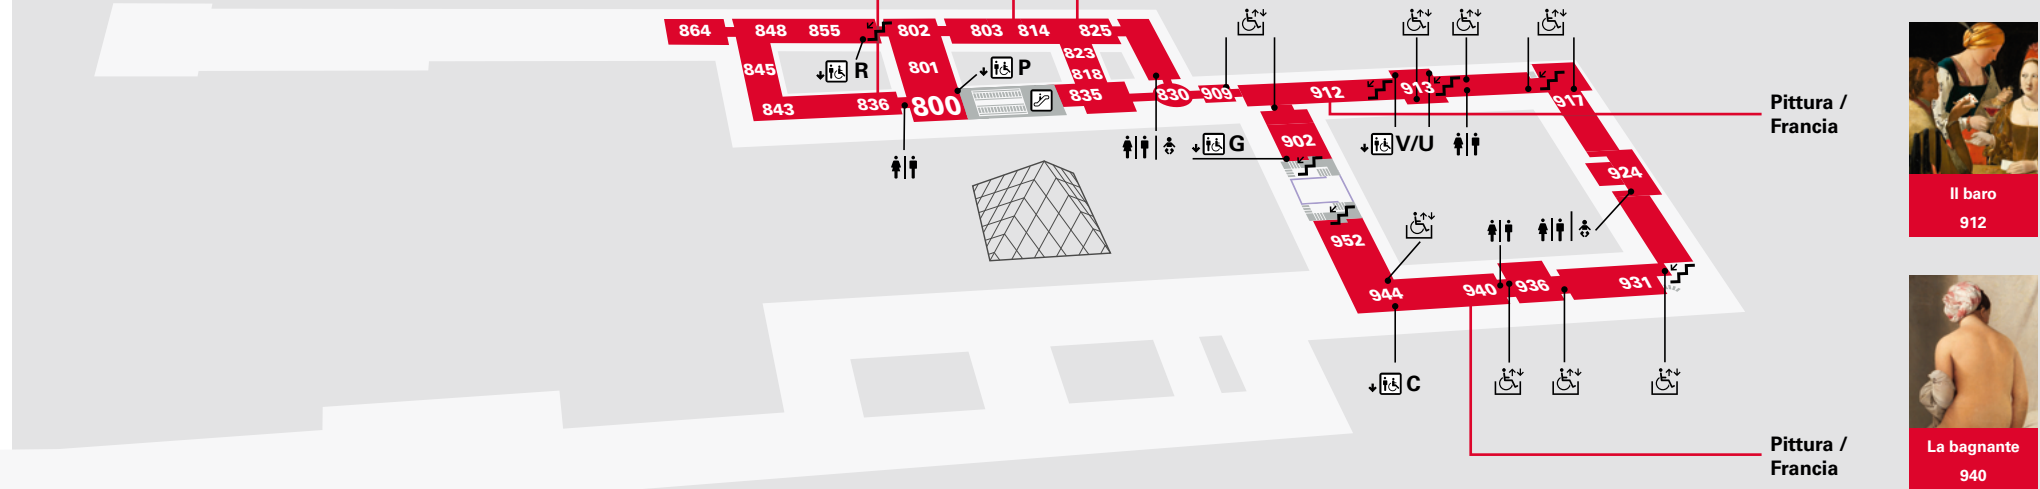 864
848
855
802
803
814
825
845
R
801
P
823
818
843
836
800
835
830
909
912
913
917
902
G
V/U
924
952
944
940
936
931
C
Pittura /
Francia
Pittura /
Francia
Il baro
912
La bagnante
940